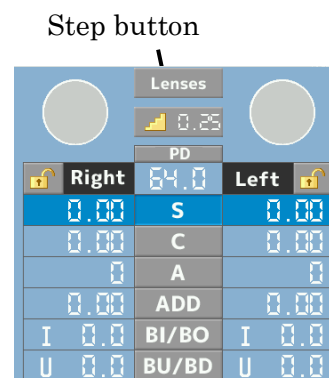 Step button
Lenses
0.25
PD
Right 64.0 Left
0.00 S 0.00
0.00 C 0.00
0 A 0
0.00 ADD 0.00
I 0.0 BI/BO I 0.0
U 0.0 BU/BD U 0.0